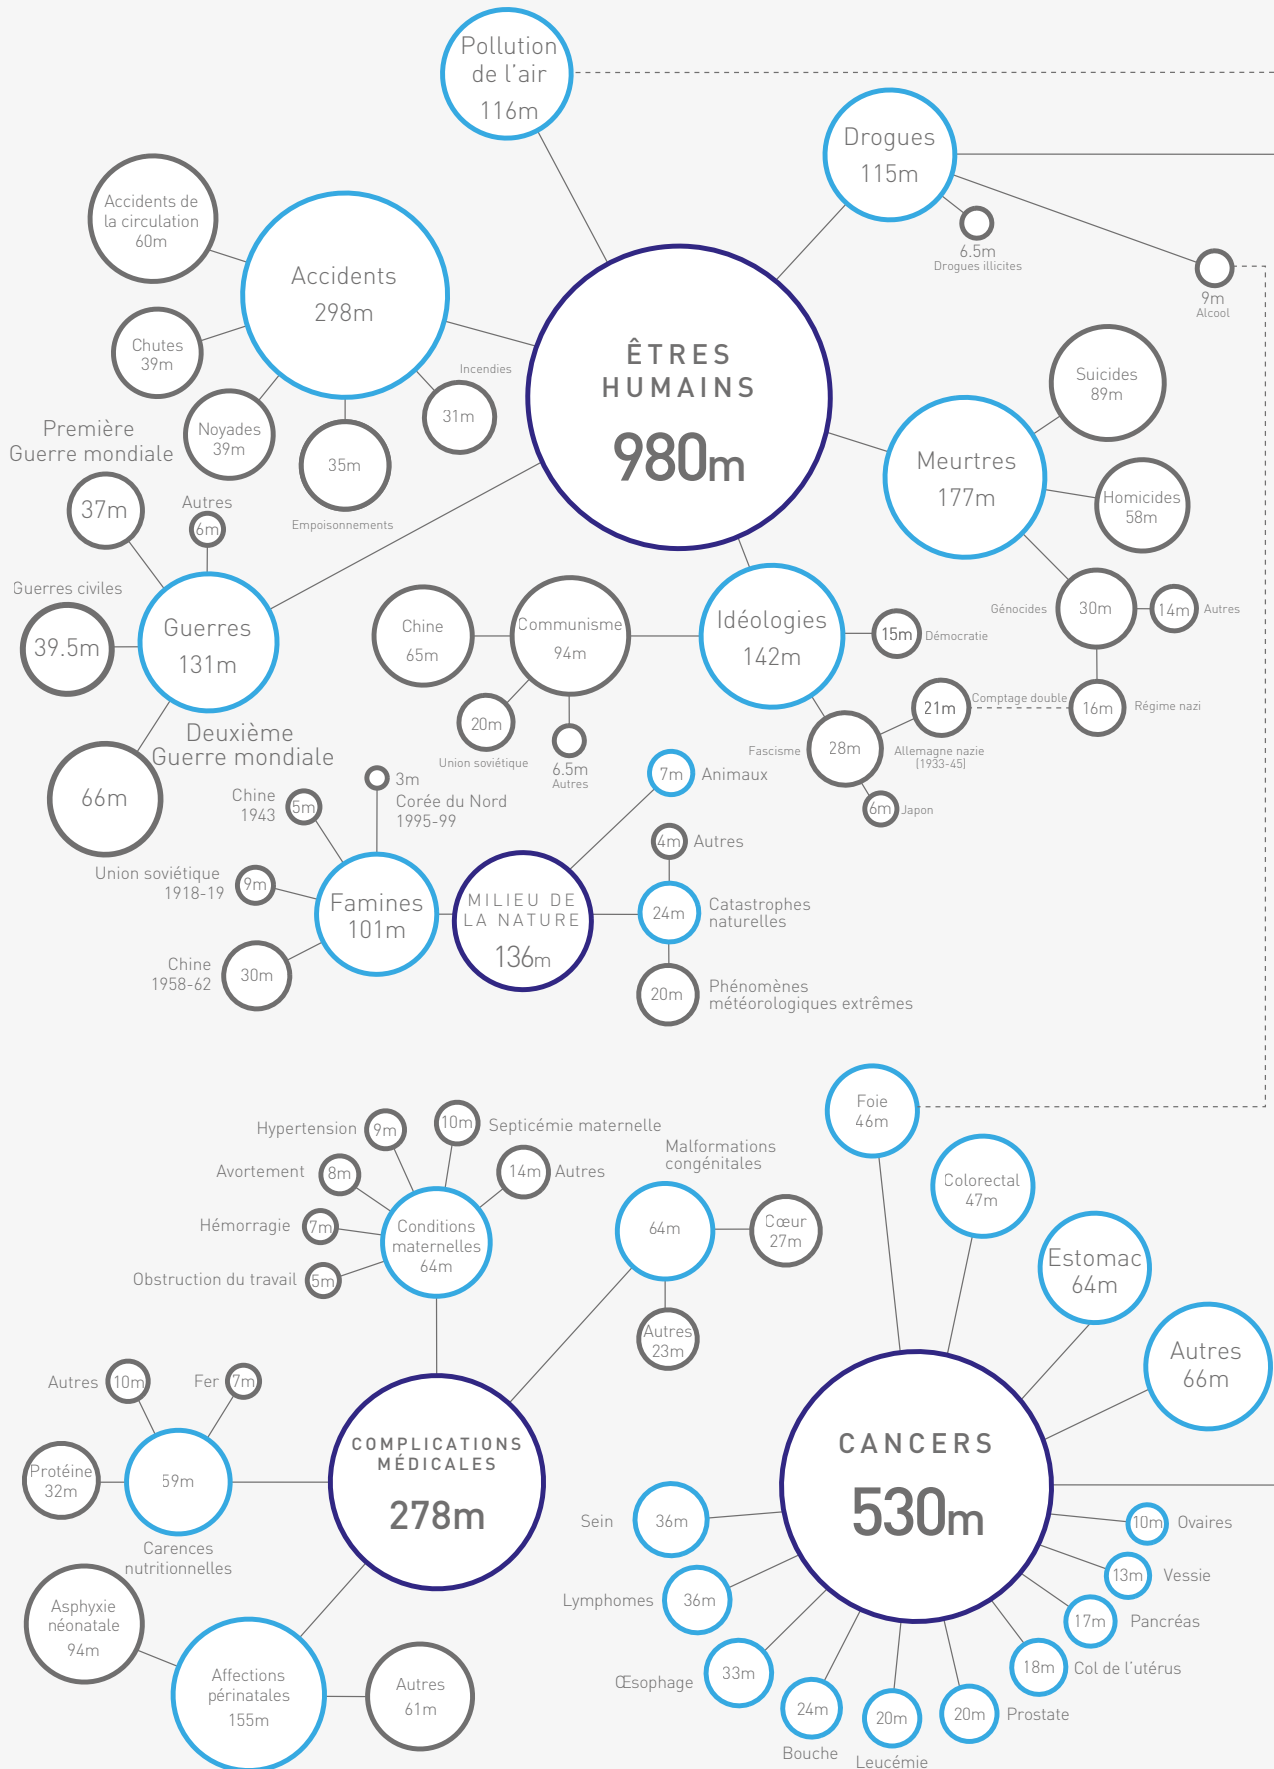 Pollution
de l'air
116m
Drogues
115m
6.5m
Drogues illicites
9m
Alcool
Accidents de
la circulation
60m
Accidents
298m
Chutes
39m
Noyades
39m
35m
Empoisonnements
Incendies
31m
ÊTRES
HUMAINS
980m
Suicides
89m
Meurtres
177m
Homicides
58m
Génocides
30m
14m
Autres
16m
Régime nazi
Comptage double
Première
Guerre mondiale
37m
Autres
6m
Guerres civiles
39.5m
Guerres
131m
Deuxième
Guerre mondiale
66m
Chine
65m
Communisme
94m
20m
Union soviétique
6.5m
Autres
Idéologies
142m
15m
Démocratie
Fascisme
28m
21m
Allemagne nazie
(1933-45)
6m
Japon
7m
Animaux
3m
Corée du Nord
1995-99
Chine
1943
5m
Union soviétique
1918-19
9m
Chine
1958-62
30m
Famines
101m
MILIEU DE
LA NATURE
136m
4m
Autres
24m
Catastrophes
naturelles
20m
Phénomènes
météorologiques extrêmes
Hypertension
9m
10m
Septicémie maternelle
Avortement
8m
14m
Autres
Hémorragie
7m
Obstruction du travail
5m
Conditions
maternelles
64m
Malformations
congénitales
64m
Cœur
27m
Autres
23m
Autres
10m
Fer
7m
Protéine
32m
59m
Carences
nutritionnelles
COMPLICATIONS
MÉDICALES
278m
Asphyxie
néonatale
94m
Affections
périnatales
155m
Autres
61m
Foie
46m
Colorectal
47m
Estomac
64m
Autres
66m
CANCERS
530m
Sein
36m
Lymphomes
36m
Œsophage
33m
24m
Bouche
20m
Leucémie
20m
Prostate
18m
Col de l'utérus
17m
Pancréas
13m
Vessie
10m
Ovaires